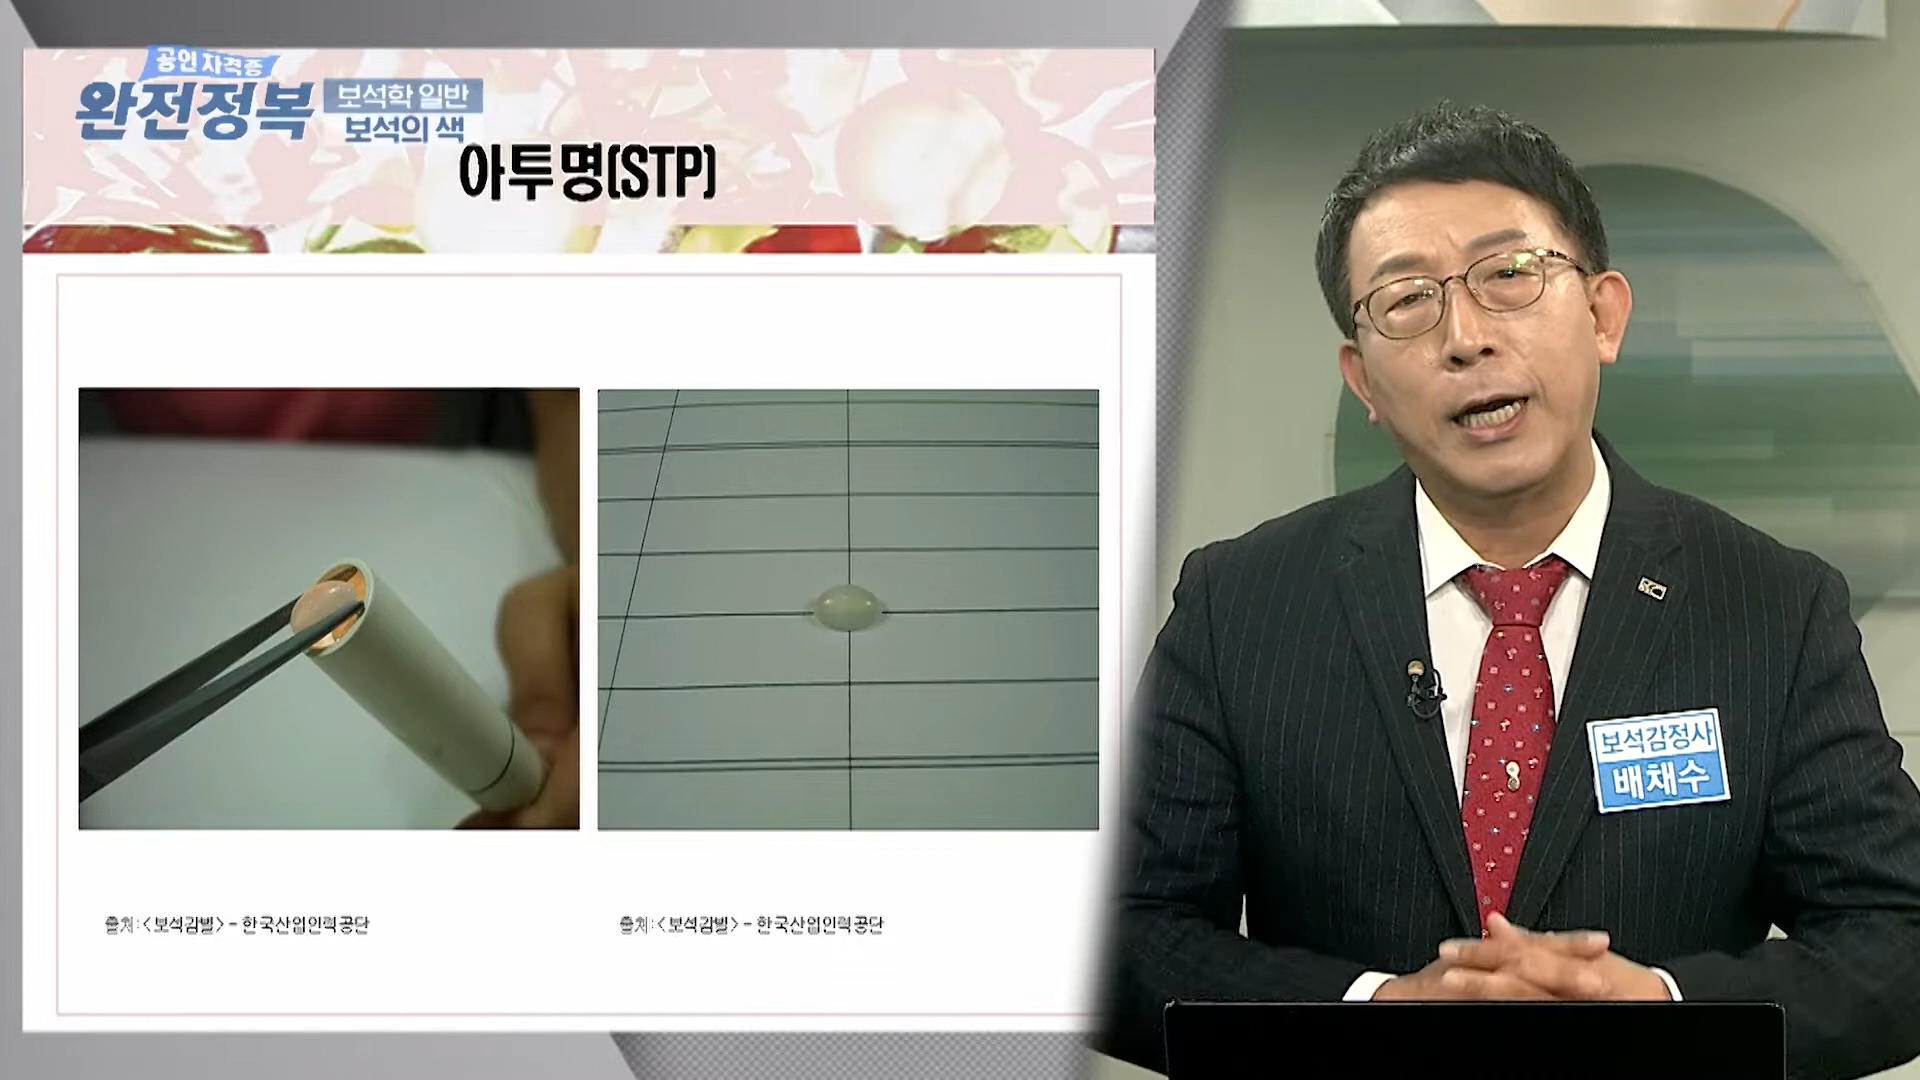 공인 자격증
완전정복
보석학 일반
보석의 색
아투명(STP)
출처:<보석감별> - 한국산업인력공단
출처:<보석감별> - 한국산업인력공단
보석감정사
배채수